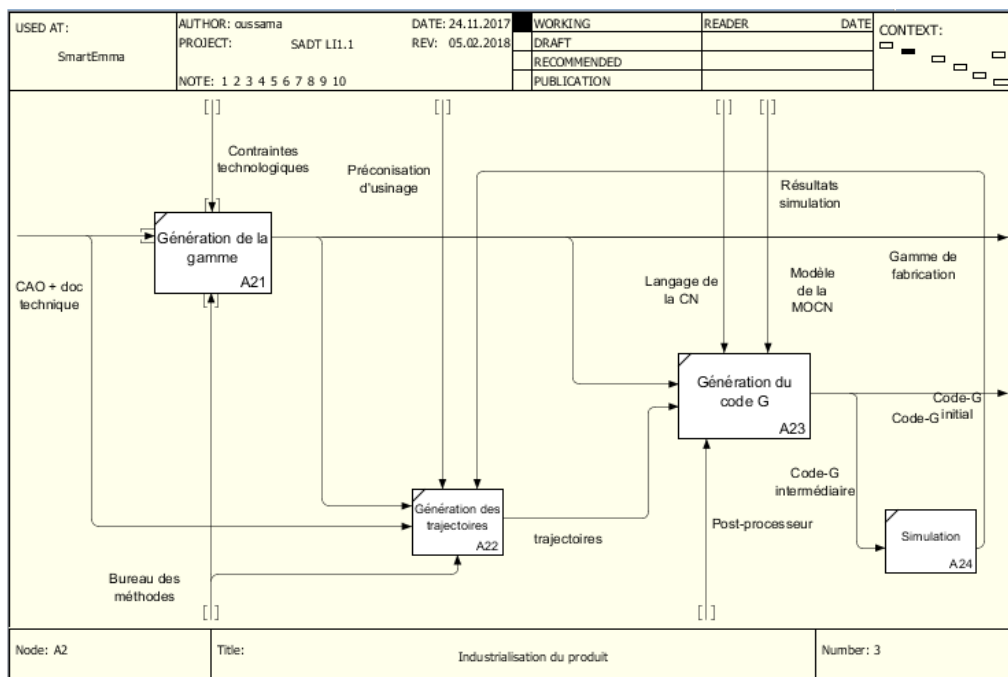 USED AT:
SmartEmma
AUTHOR: oussama
DATE: 24.11.2017
PROJECT: SADT LI1.1
REV: 05.02.2018
NOTE: 1 2 3 4 5 6 7 8 9 10
WORKING
DRAFT
RECOMMENDED
PUBLICATION
READER
DATE
CONTEXT:
Contraintes
technologiques
Préconisation
d'usinage
Résultats
simulation
Génération de la
gamme
A21
CAO + doc
technique
Gamme de
fabrication
Langage de
la CN
Modèle
de la
MOCN
Génération du
code G
A23
Code-G
initial
Code-G
Code-G
intermédiaire
Génération des
trajectoires
A22
trajectoires
Post-processeur
Simulation
A24
Bureau des
méthodes
Node: A2
Title:
Industrialisation du produit
Number: 3